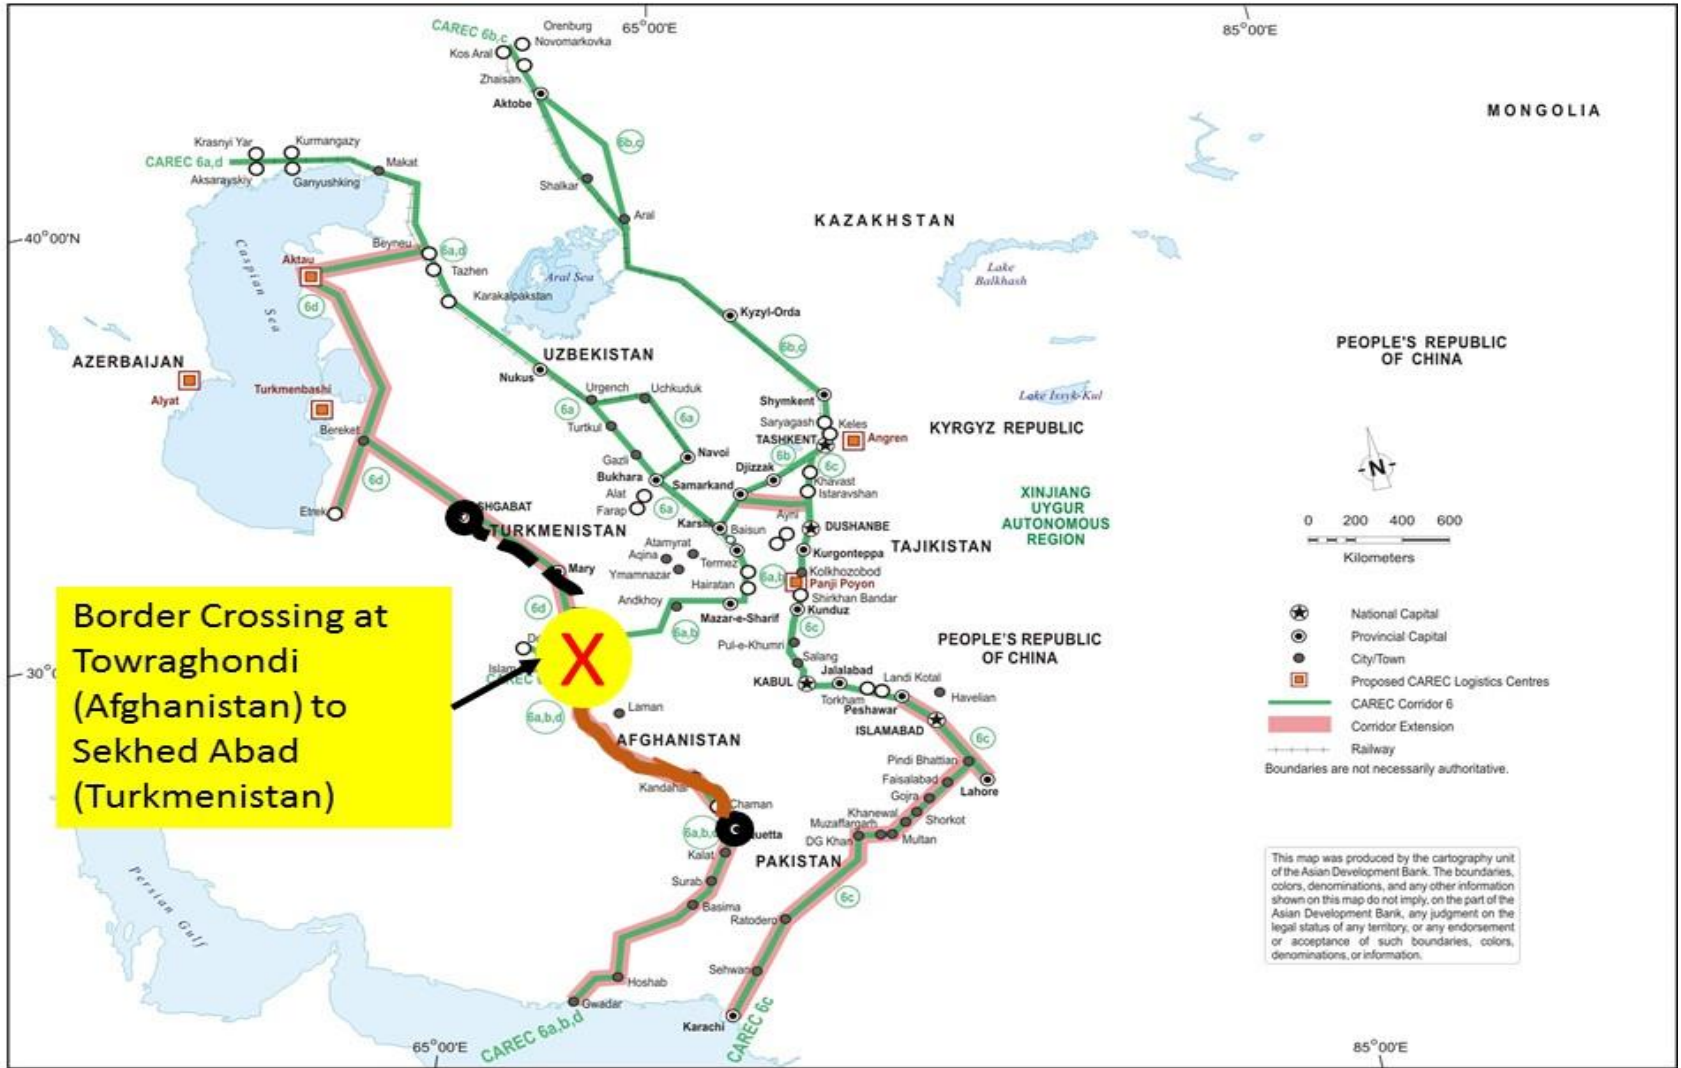 CAREC 6b,c
Orenburg
Novomarkovka
Kos Aral
Zhaisan
Aktobe
65°00'E
85°00'E
MONGOLIA
Krasnyi Yar
Kurmangazy
CAREC 6a,d
Makat
Aksarayskiy
Ganyushking
6b,c
Shalkar
Aral
KAZAKHSTAN
40°00'N
Caspian Sea
Beyneu
6a,d
Aktau
Tazhen
Aral Sea
Lake
Balkhash
Karakalpakstan
6d
Kyzyl-Orda
6b,c
AZERBAIJAN
UZBEKISTAN
PEOPLE'S REPUBLIC
OF CHINA
Nukus
Alyat
Turkmenbashi
Urgench
Uchkuduk
Shymkent
Lake Issyk-Kul
6a
6a
Turtkul
Saryagash
Keles
Bereket
TASHKENT
Angren
KYRGYZ REPUBLIC
Gazli
Navoi
6b
6c
Djizzak
N
6d
Bukhara
Samarkand
Khavast
Alat
Istaravshan
Farap
6a
XINJIANG
UYGUR
AUTONOMOUS
REGION
Etrek
SHGABAT
Ayni
TURKMENISTAN
Karshi
Baisun
DUSHANBE
0 200 400 600
Kilometers
Atamyrat
Aqina
Kurgonteppa
TAJIKISTAN
Mary
Ymamnazar
Termez
Kolkhozobod
Hairatan
6a,b
Panji Poyon
Shirkhan Bandar
6d
Andkhoy
Mazar-e-Sharif
Kunduz
Border Crossing at
Towraghondi
(Afghanistan) to
Sekhed Abad
(Turkmenistan)
X
6a,b
6c
Pul-e-Khumri
PEOPLE'S REPUBLIC
OF CHINA
National Capital
Provincial Capital
City/Town
Proposed CAREC Logistics Centres
CAREC Corridor 6
Corridor Extension
Railway
Boundaries are not necessarily authoritative.
Salang
Islam
CAREC
30°
KABUL
Jalalabad
Landi Kotal
Torkham
Havelian
Peshawar
6a,b,d
Laman
ISLAMABAD
AFGHANISTAN
6c
Pindi Bhattian
Kandahar
Faisalabad
Lahore
Gojra
Chaman
Khanewal
Shorkot
Muzaffargarh
6a,b,
uetta
DG Khan
Multan
Kalat
PAKISTAN
Surab
6c
Basima
Ratodero
Persian Gulf
Sehwan
Hoshab
Gwadar
Karachi
CAREC 6a,b,d
CAREC 6c
65°00'E
85°00'E
This map was produced by the cartography unit
of the Asian Development Bank. The boundaries,
colors, denominations, and any other information
shown on this map do not imply, on the part of the
Asian Development Bank, any judgment on the
legal status of any territory, or any endorsement
or acceptance of such boundaries, colors,
denominations, or information.